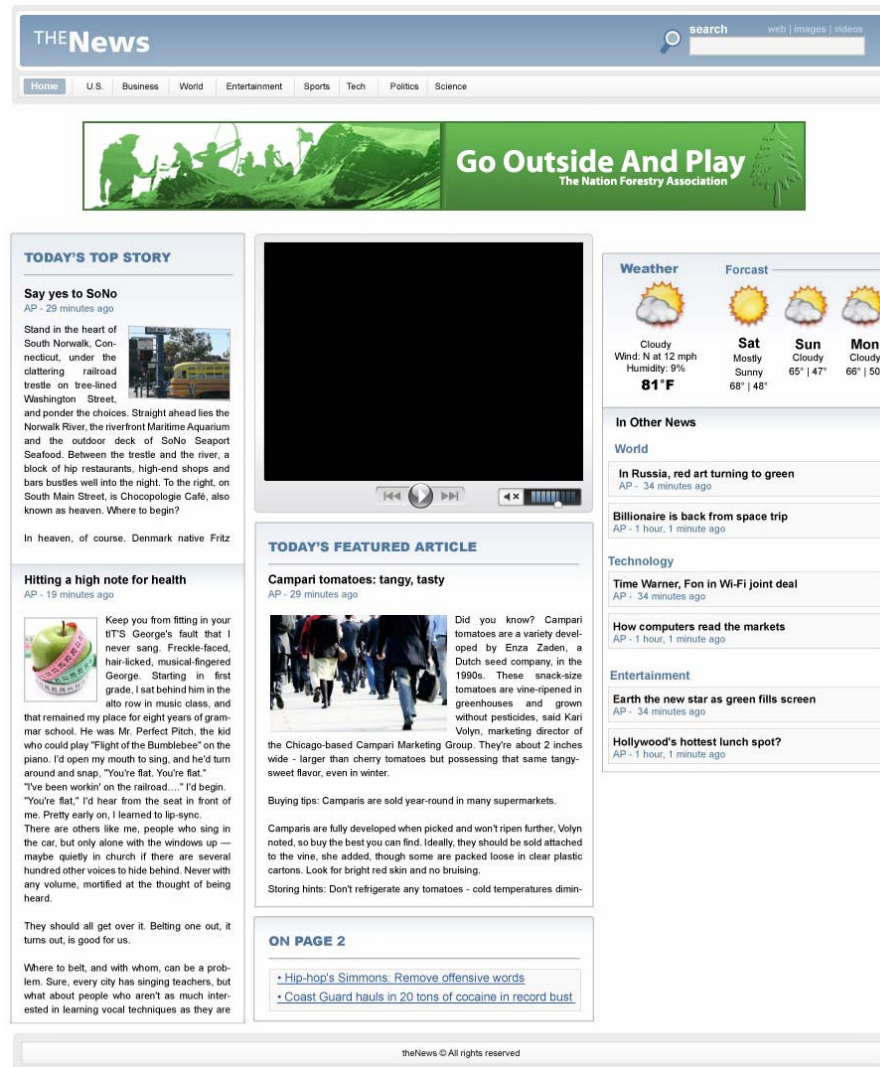 THENews
search
web | images | videos
Home U.S. Business World Entertainment Sports Tech Politics Science
Go Outside And Play
The Nation Forestry Association
TODAY'S TOP STORY
Say yes to SoNo
AP - 29 minutes ago
Stand in the heart of
South Norwalk, Con-
necticut, under the
clattering railroad
trestle on tree-lined
Washington Street,
and ponder the choices. Straight ahead lies the
Norwalk River, the riverfront Maritime Aquarium
and the outdoor deck of SoNo Seaport
Seafood. Between the trestle and the river, a
block of hip restaurants, high-end shops and
bars bustles well into the night. To the right, on
South Main Street, is Chocopologie Café, also
known as heaven. Where to begin?
In heaven, of course. Denmark native Fritz
Hitting a high note for health
AP - 19 minutes ago
Keep you from fitting in your
tIT'S George's fault that I
never sang. Freckle-faced,
hair-licked, musical-fingered
George. Starting in first
grade, I sat behind him in the
alto row in music class, and
that remained my place for eight years of gram-
mar school. He was Mr. Perfect Pitch, the kid
who could play "Flight of the Bumblebee" on the
piano. I'd open my mouth to sing, and he'd turn
around and snap, "You're flat. You're flat."
"I've been workin' on the railroad...." I'd begin.
"You're flat," I'd hear from the seat in front of
me. Pretty early on, I learned to lip-sync.
There are others like me, people who sing in
the car, but only alone with the windows up —
maybe quietly in church if there are several
hundred other voices to hide behind. Never with
any volume, mortified at the thought of being
heard.
They should all get over it. Belting one out, it
turns out, is good for us.
Where to belt, and with whom, can be a prob-
lem. Sure, every city has singing teachers, but
what about people who aren't as much inter-
ested in learning vocal techniques as they are
TODAY'S FEATURED ARTICLE
Campari tomatoes: tangy, tasty
AP - 29 minutes ago
Did you know? Campari
tomatoes are a variety devel-
oped by Enza Zaden, a
Dutch seed company, in the
1990s. These snack-size
tomatoes are vine-ripened in
greenhouses and grown
without pesticides, said Kari
Volyn, marketing director of
the Chicago-based Campari Marketing Group. They're about 2 inches
wide - larger than cherry tomatoes but possessing that same tangy-
sweet flavor, even in winter.
Buying tips: Camparis are sold year-round in many supermarkets.
Camparis are fully developed when picked and won't ripen further, Volyn
noted, so buy the best you can find. Ideally, they should be sold attached
to the vine, she added, though some are packed loose in clear plastic
cartons. Look for bright red skin and no bruising.
Storing hints: Don't refrigerate any tomatoes - cold temperatures dimin-
ON PAGE 2
• Hip-hop's Simmons: Remove offensive words
• Coast Guard hauls in 20 tons of cocaine in record bust
Weather
Cloudy
Wind: N at 12 mph
Humidity: 9%
81°F
Forcast
Sat
Mostly
Sunny
68° | 48°
Sun
Cloudy
65° | 47°
Mon
Cloudy
66° | 50
In Other News
World
In Russia, red art turning to green
AP - 34 minutes ago
Billionaire is back from space trip
AP - 1 hour, 1 minute ago
Technology
Time Warner, Fon in Wi-Fi joint deal
AP - 34 minutes ago
How computers read the markets
AP - 1 hour, 1 minute ago
Entertainment
Earth the new star as green fills screen
AP - 34 minutes ago
Hollywood's hottest lunch spot?
AP - 1 hour, 1 minute ago
theNews © All rights reserved